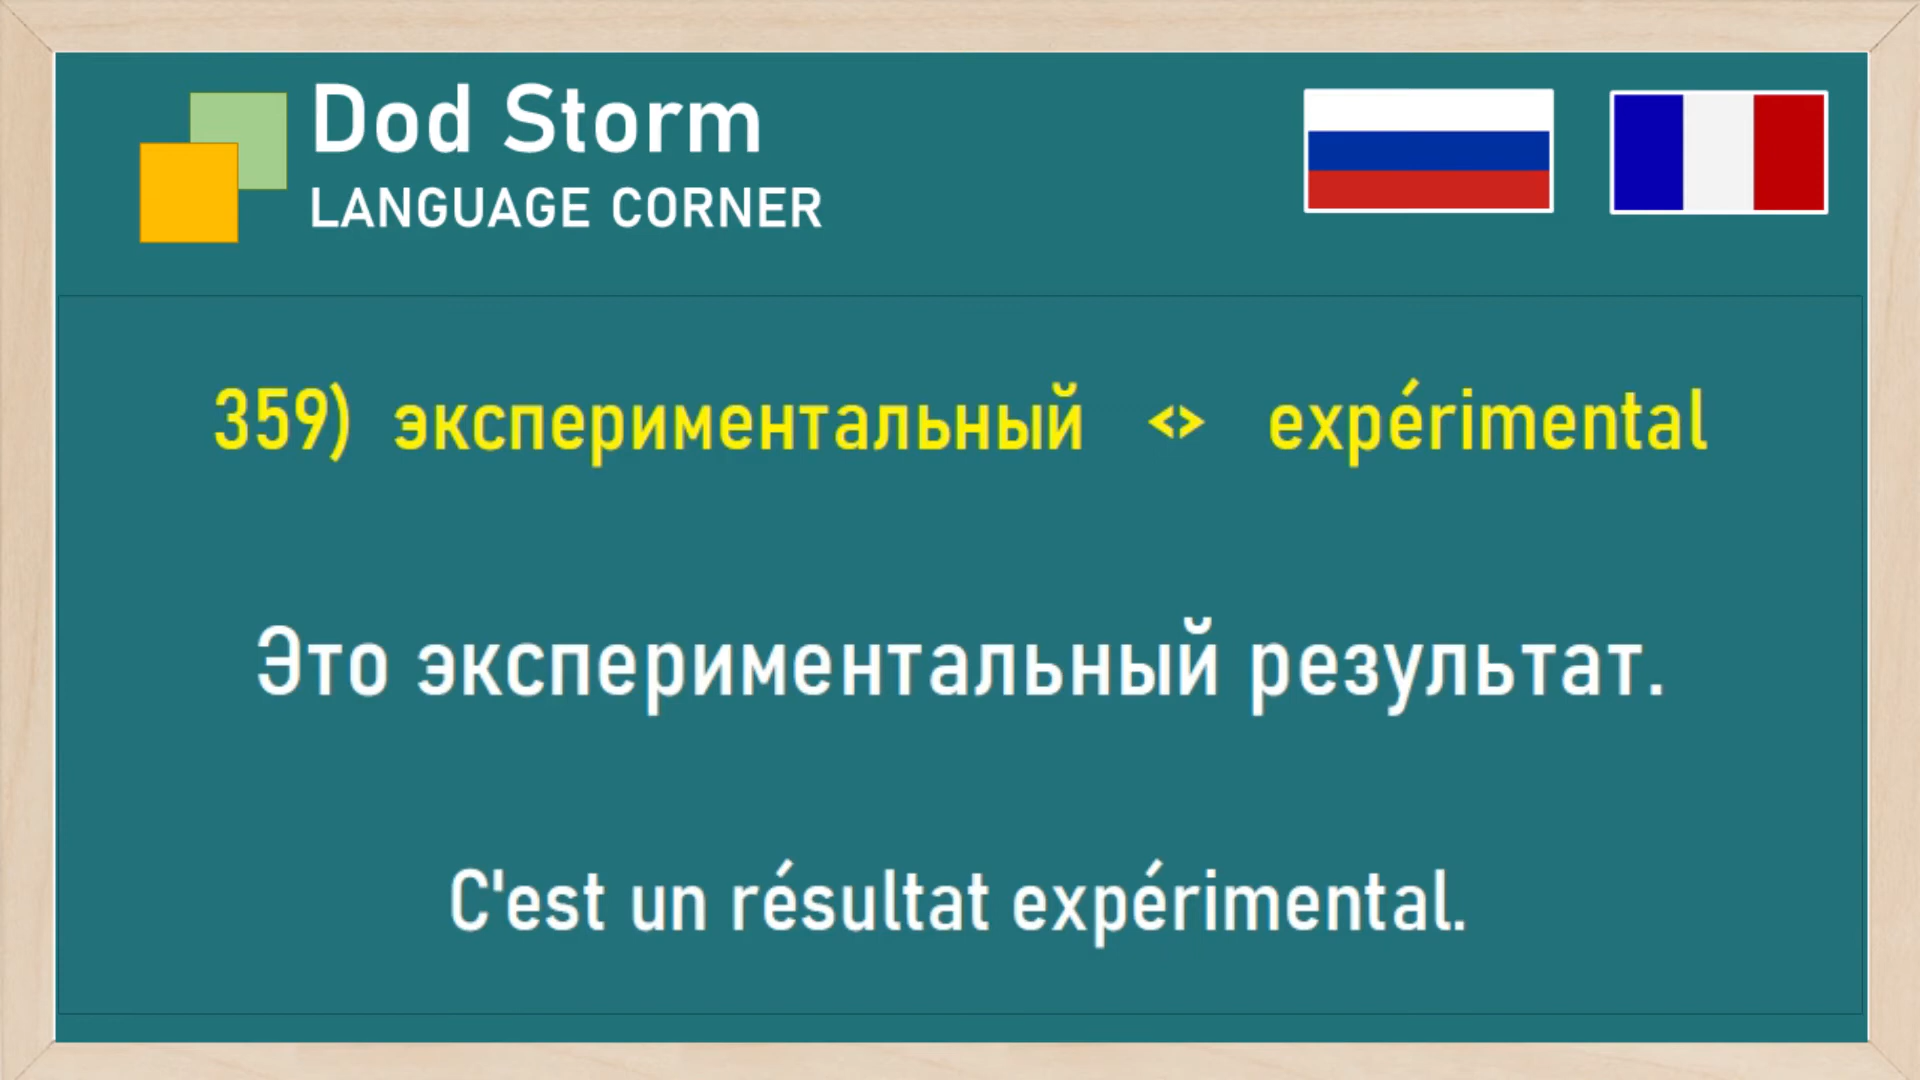 Dod Storm
LANGUAGE CORNER
359) экспериментальный <> expérimental
Это экспериментальный результат.
C'est un résultat expérimental.